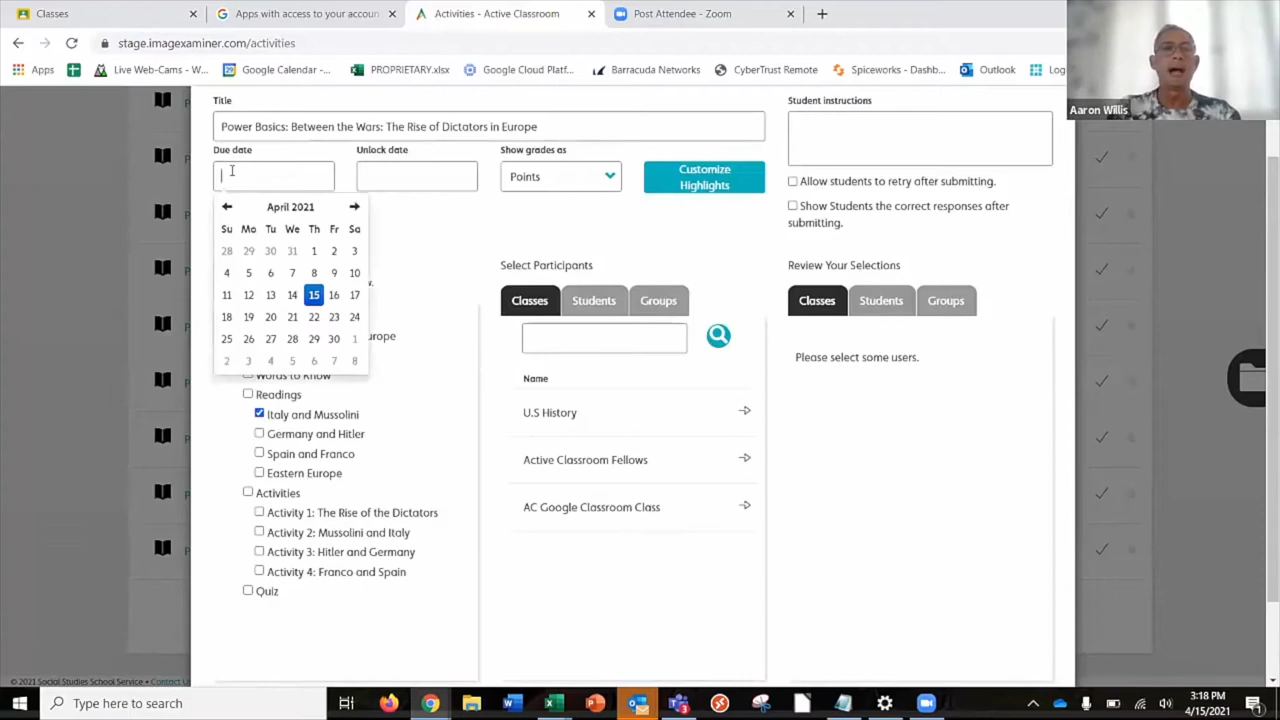 Classes
Apps with access to your accoun
Activities - Active Classroom
Post Attendee - Zoom
stage.imagexaminer.com/activities
Apps
Live Web-Cams - W...
Google Calendar -...
PROPRIETARY.xlsx
Google Cloud Platf...
Barracuda Networks
CyberTrust Remote
Spiceworks - Dashb...
Outlook
Log
Aaron Willis
Title
Student instructions
Power Basics: Between the Wars: The Rise of Dictators in Europe
Due date
Unlock date
Show grades as
Points
Customize
Highlights
Allow students to retry after submitting.
Show Students the correct responses after
submitting.
April 2021
Su Mo Tu We Th Fr Sa
28 29 30 31 1 2 3
4 5 6 7 8 9 10
11 12 13 14 15 16 17
18 19 20 21 22 23 24
25 26 27 28 29 30 1
2 3 4 5 6 7 8
urope
Words to Know
Readings
Italy and Mussolini
Germany and Hitler
Spain and Franco
Eastern Europe
Activities
Activity 1: The Rise of the Dictators
Activity 2: Mussolini and Italy
Activity 3: Hitler and Germany
Activity 4: Franco and Spain
Quiz
Select Participants
Classes Students Groups
Name
U.S History
Active Classroom Fellows
AC Google Classroom Class
Review Your Selections
Classes Students Groups
Please select some users.
© 2021 Social Studies School Service • Contact Us
Type here to search
3:18 PM
4/15/2021